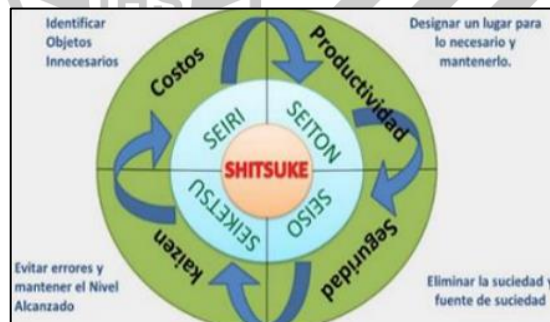 Identificar
Objetos
Innecesarios
Designar un lugar para
lo necesario y
mantenerlo.
Costos
Productividad
SEIRI
SEITON
SHITSUKE
SEIKETSU
SEISO
kaizen
Seguridad
Evitar errores y
mantener el Nivel
Alcanzado
Eliminar la suciedad y
fuente de suciedad